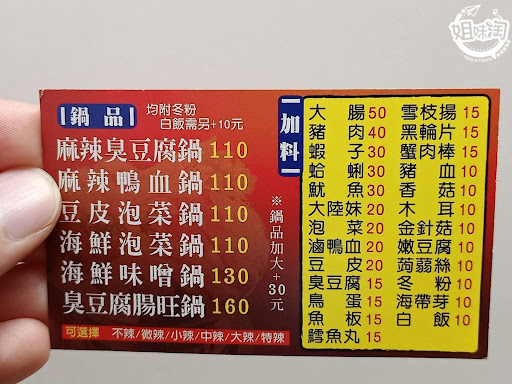 姐妹淘
鍋品
均附冬粉
白飯需另+10元
麻辣臭豆腐鍋 110
麻辣鴨血鍋 110
豆皮泡菜鍋 110
海鮮泡菜鍋 110
海鮮味噌鍋 130
臭豆腐腸旺鍋 160
※鍋品加大+30元
可選擇 不辣/微辣/小辣/中辣/大辣/特辣
加料
大腸 50
豬肉 40
蝦子 30
蛤蜊 30
魷魚 30
大陸妹 20
泡菜 20
滷鴨血 20
豆皮 20
臭豆腐 15
鳥蛋 15
魚板 15
鱈魚丸 15
雪枝揚 15
黑輪片 15
蟹肉棒 15
豬血 10
香菇 10
木耳 10
金針菇 10
嫩豆腐 10
蒟蒻絲 10
冬粉 10
海帶芽 10
白飯 10